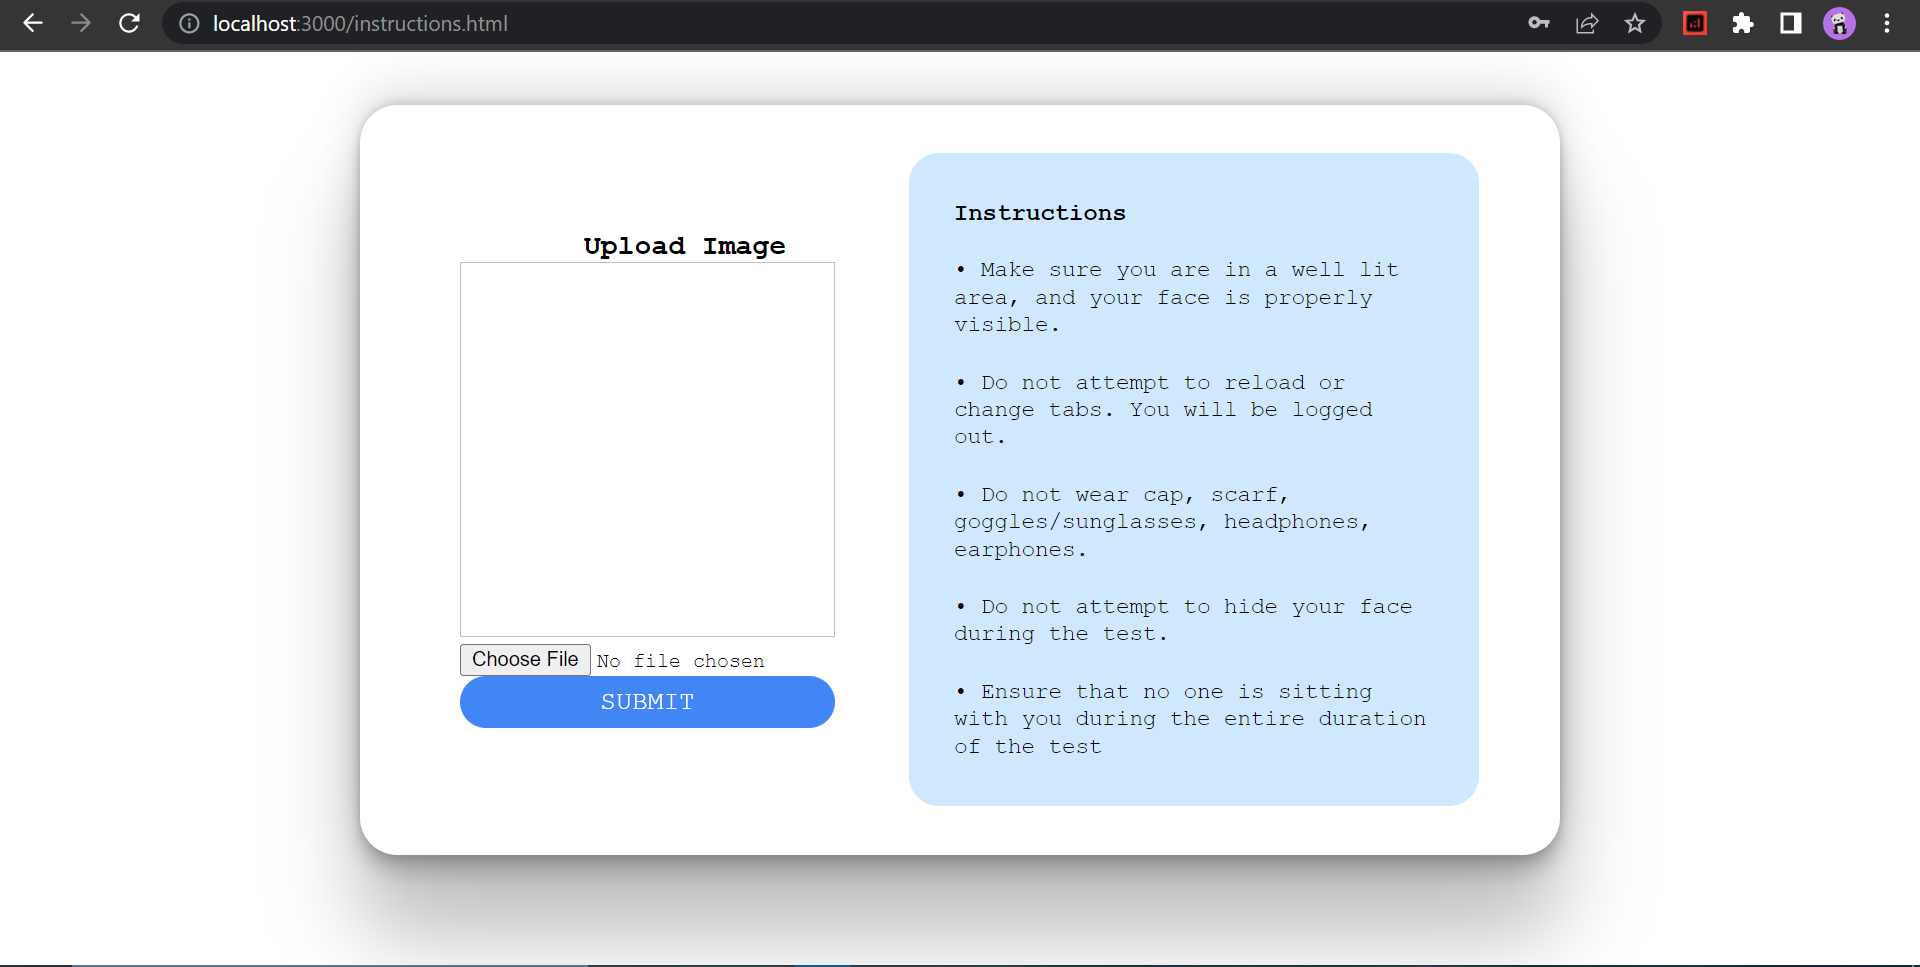 localhost:3000/instructions.html
Upload Image
Choose File No file chosen
SUBMIT
Instructions
• Make sure you are in a well lit
area, and your face is properly
visible.
• Do not attempt to reload or
change tabs. You will be logged
out.
• Do not wear cap, scarf,
goggles/sunglasses, headphones,
earphones.
• Do not attempt to hide your face
during the test.
• Ensure that no one is sitting
with you during the entire duration
of the test